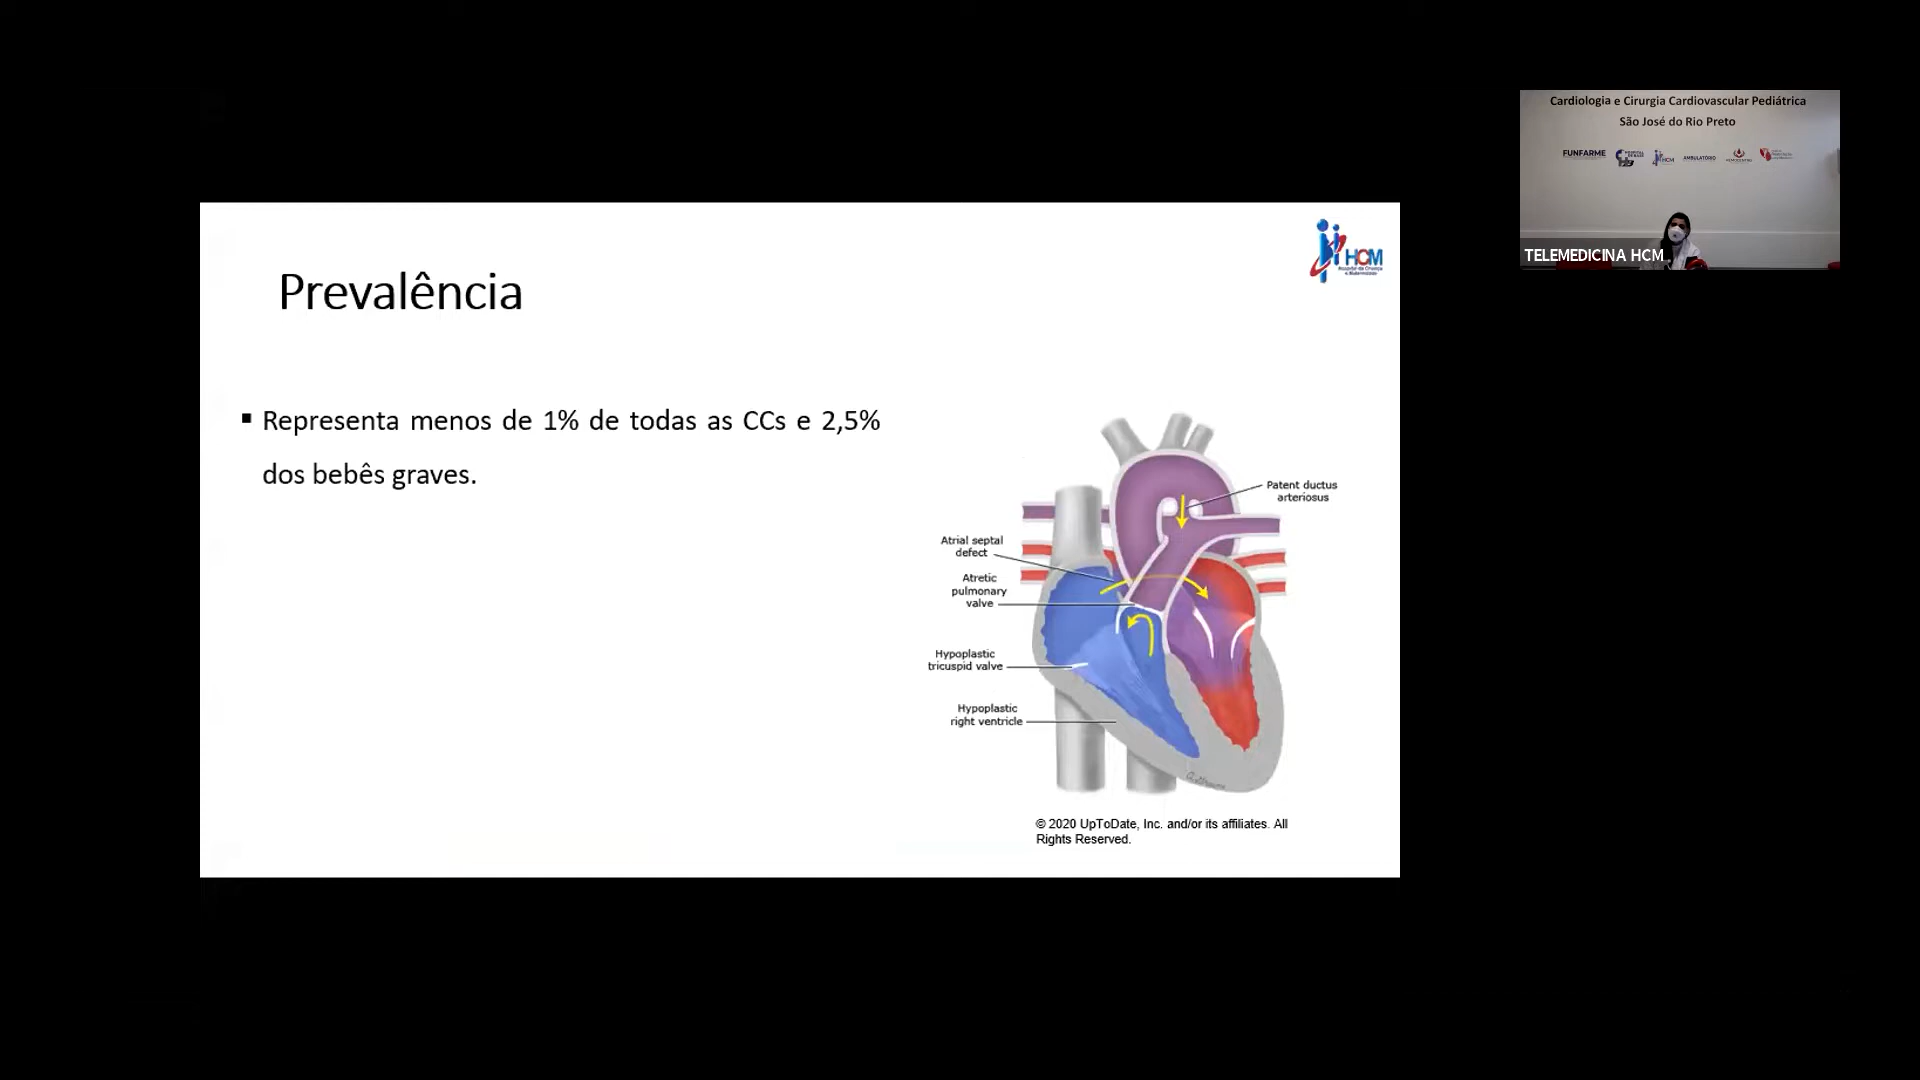 Cardiologia e Cirurgia Cardiovascular Pediátrica
São José do Rio Preto
FUNFARME
HCM
AMBULATÓRIO
TELEMEDICINA HCM
HCM
Prevalência
▪ Representa menos de 1% de todas as CCs e 2,5%
dos bebês graves.
Patent ductus
arteriosus
Atrial septal
defect
Atretic
pulmonary
valve
Hypoplastic
tricuspid valve
Hypoplastic
right ventricle
© 2020 UpToDate, Inc. and/or its affiliates. All
Rights Reserved.